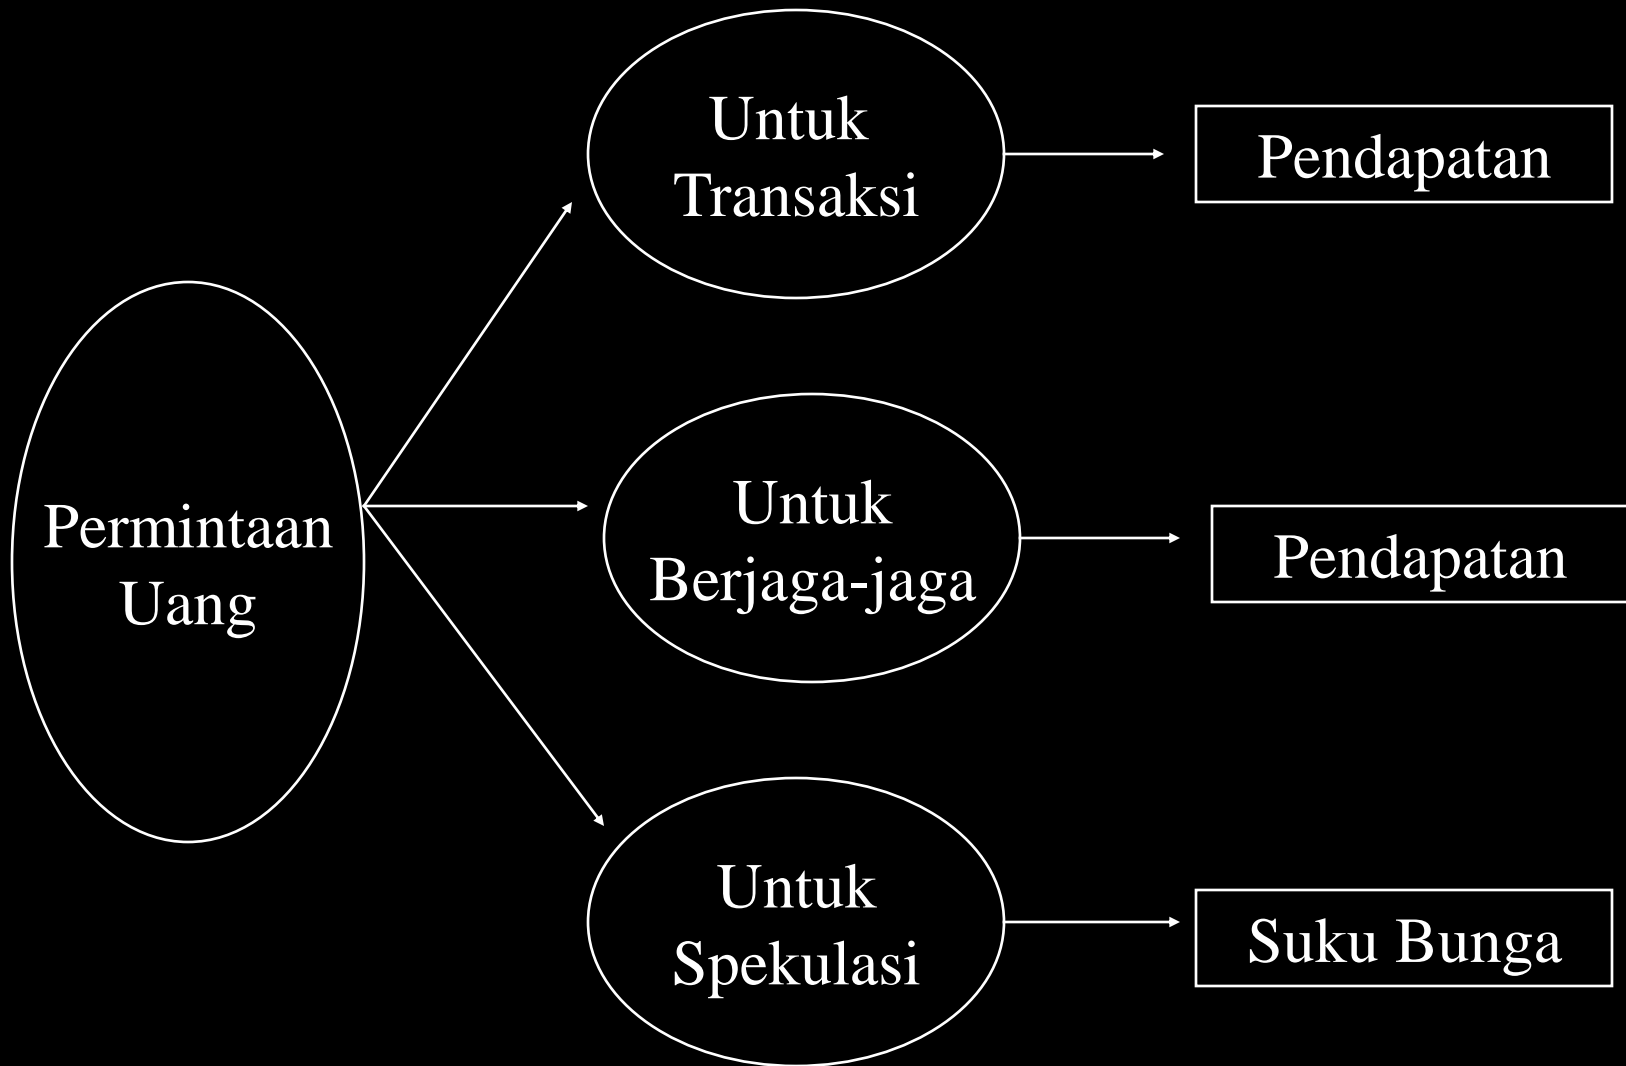 Untuk
Transaksi
Pendapatan
Permintaan
Uang
Untuk
Berjaga-jaga
Pendapatan
Untuk
Spekulasi
Suku Bunga